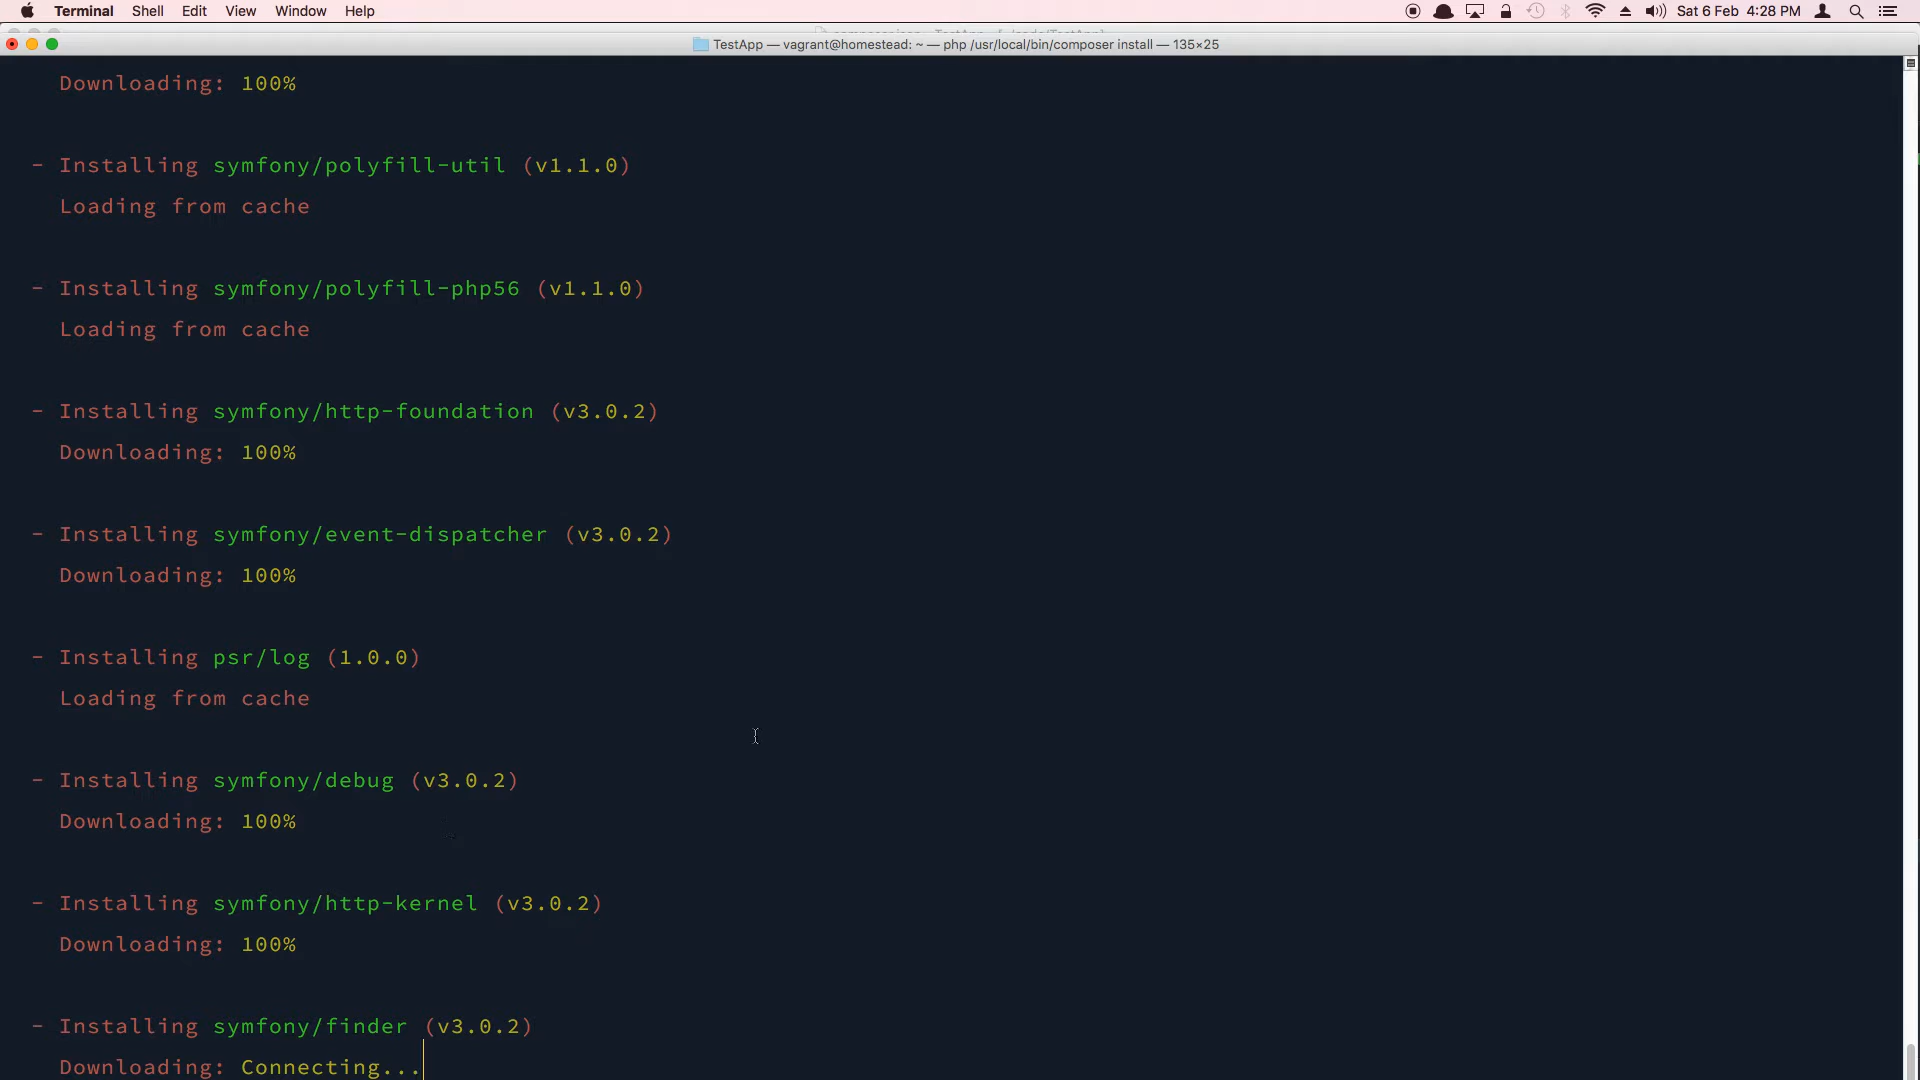 Terminal Shell Edit View Window Help Sat 6 Feb 4:28 PM
TestApp — vagrant@homestead: ~ — php /usr/local/bin/composer install — 135×25
Downloading: 100%
- Installing symfony/polyfill-util (v1.1.0)
Loading from cache
- Installing symfony/polyfill-php56 (v1.1.0)
Loading from cache
- Installing symfony/http-foundation (v3.0.2)
Downloading: 100%
- Installing symfony/event-dispatcher (v3.0.2)
Downloading: 100%
- Installing psr/log (1.0.0)
Loading from cache
- Installing symfony/debug (v3.0.2)
Downloading: 100%
- Installing symfony/http-kernel (v3.0.2)
Downloading: 100%
- Installing symfony/finder (v3.0.2)
Downloading: Connecting...